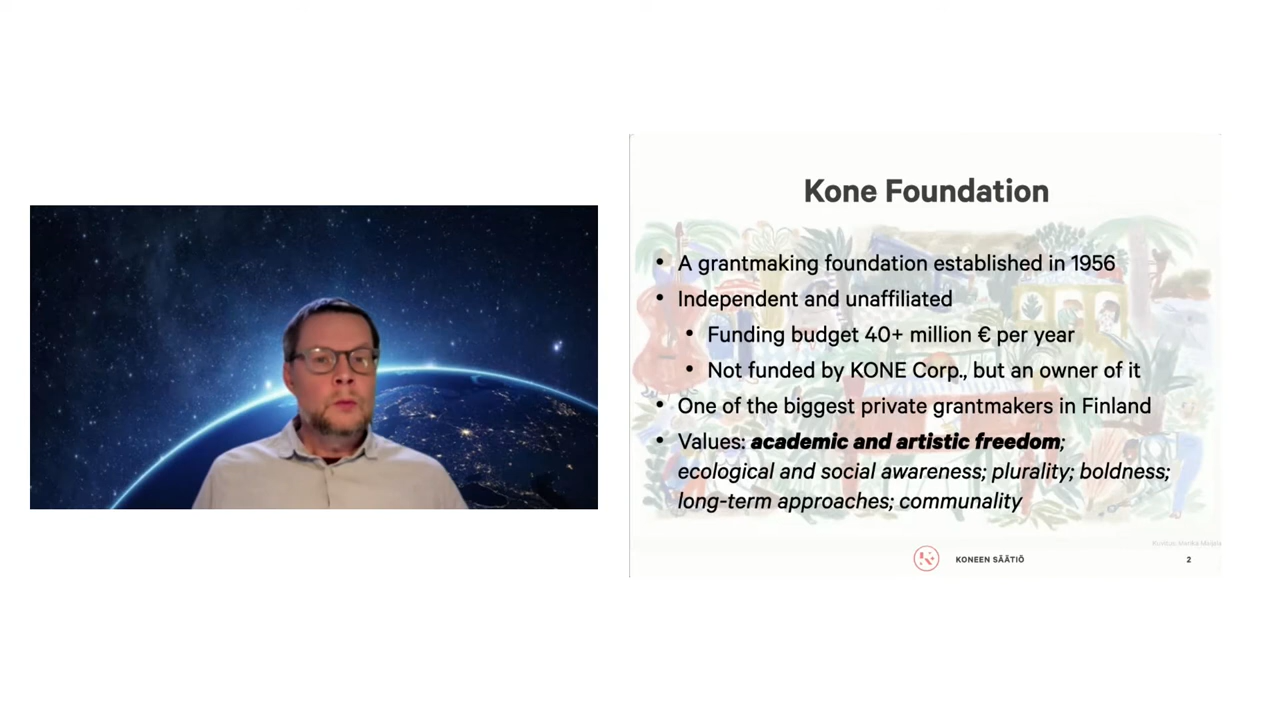 Kone Foundation
• A grantmaking foundation established in 1956
• Independent and unaffiliated
• Funding budget 40+ million € per year
• Not funded by KONE Corp., but an owner of it
• One of the biggest private grantmakers in Finland
• Values: academic and artistic freedom;
ecological and social awareness; plurality; boldness;
long-term approaches; communality
KONEEN SÄÄTIÖ
2